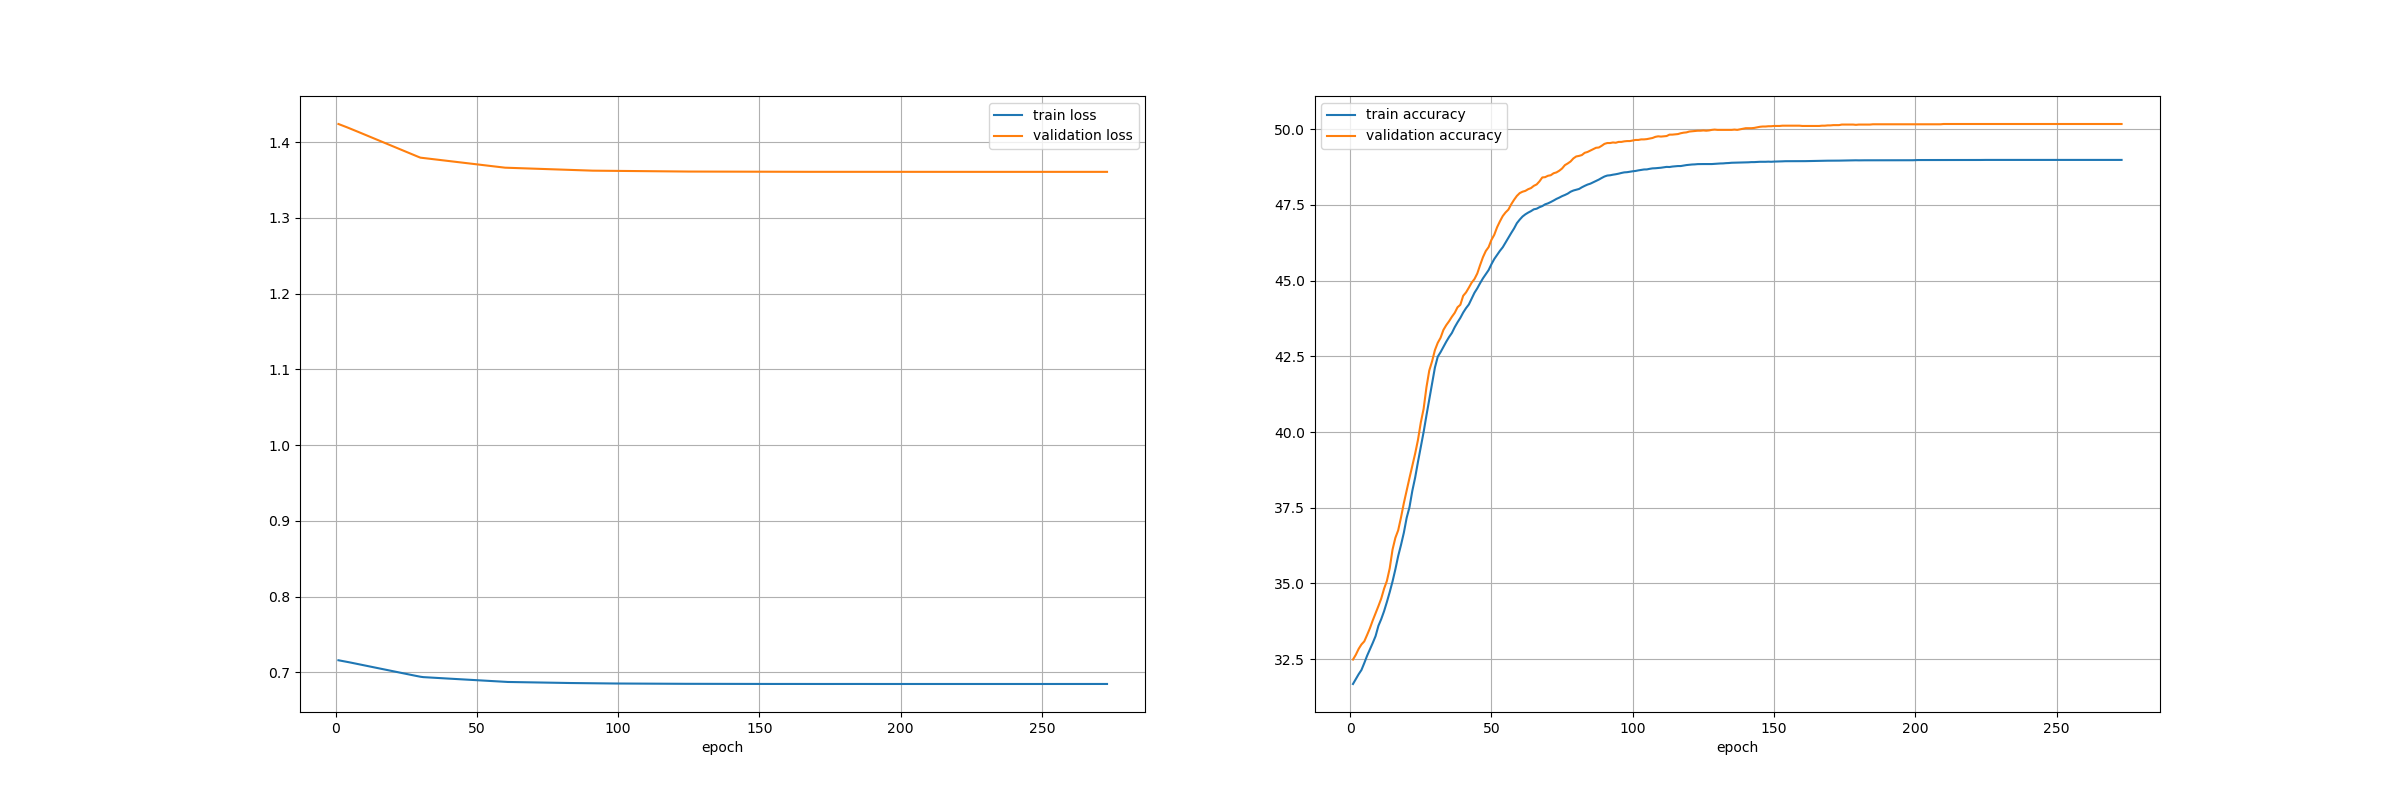 train loss
validation loss
1.4
1.3
1.2
1.1
1.0
0.9
0.8
0.7
0 50 100 150 200 250
epoch
train accuracy
validation accuracy
50.0
47.5
45.0
42.5
40.0
37.5
35.0
32.5
0 50 100 150 200 250
epoch